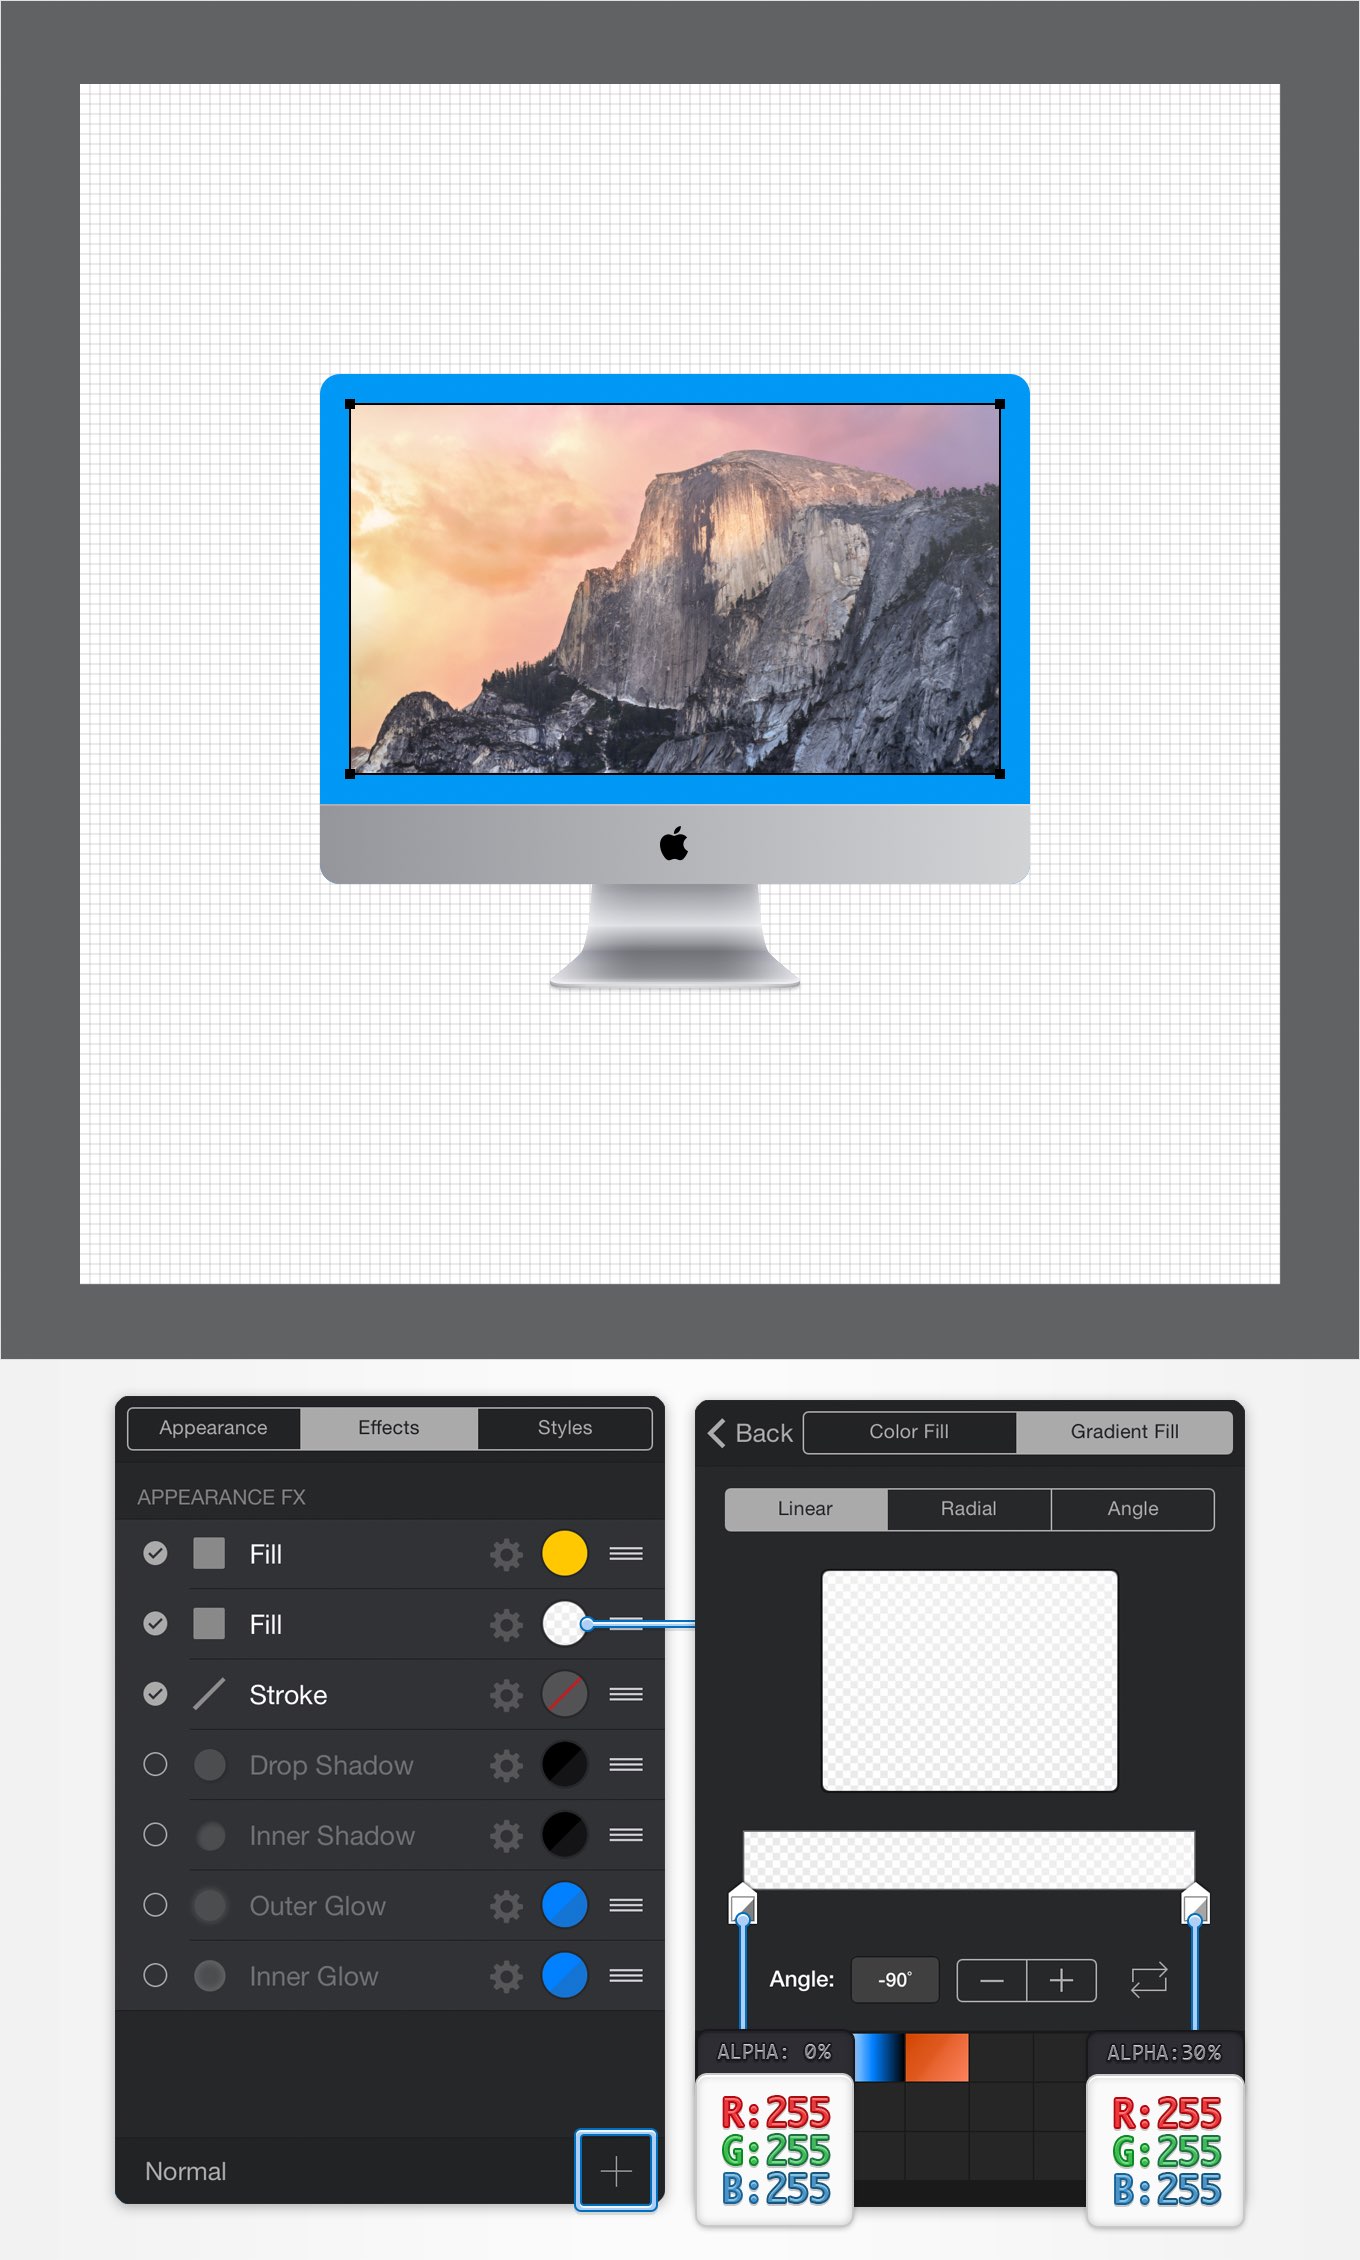 Appearance Effects Styles
APPEARANCE FX
Fill
Fill
Stroke
Drop Shadow
Inner Shadow
Outer Glow
Inner Glow
Normal
Back Color Fill Gradient Fill
Linear Radial Angle
Angle: -90°
ALPHA: 0%
R:255
G:255
B:255
ALPHA:30%
R:255
G:255
B:255